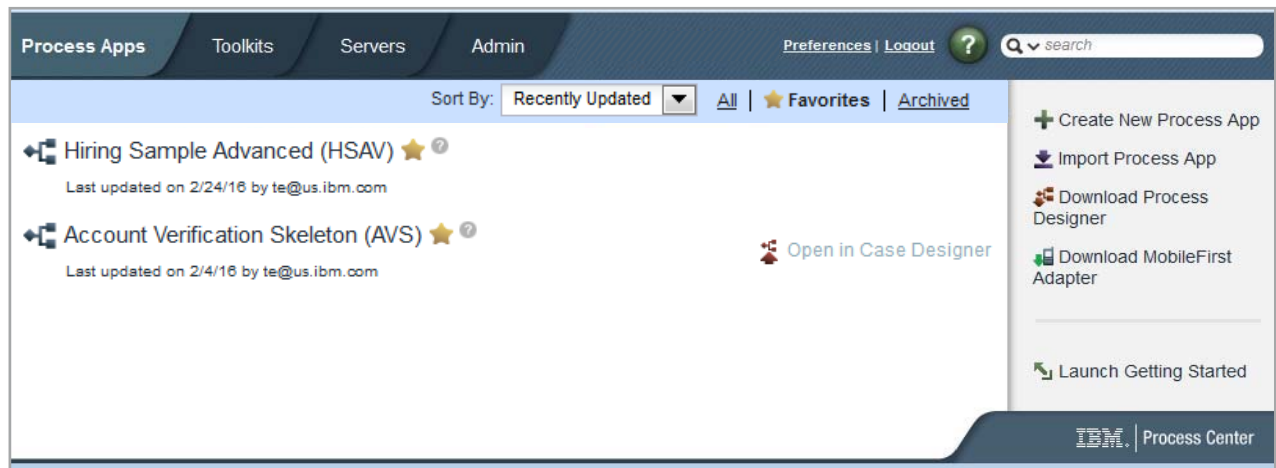 Process Apps Toolkits Servers Admin Preferences | Logout ? search
Sort By: Recently Updated All | Favorites | Archived
Hiring Sample Advanced (HSAV) ?
Last updated on 2/24/16 by te@us.ibm.com
Account Verification Skeleton (AVS) ?
Last updated on 2/4/16 by te@us.ibm.com
Open in Case Designer
Create New Process App
Import Process App
Download Process
Designer
Download MobileFirst
Adapter
Launch Getting Started
IBM. | Process Center